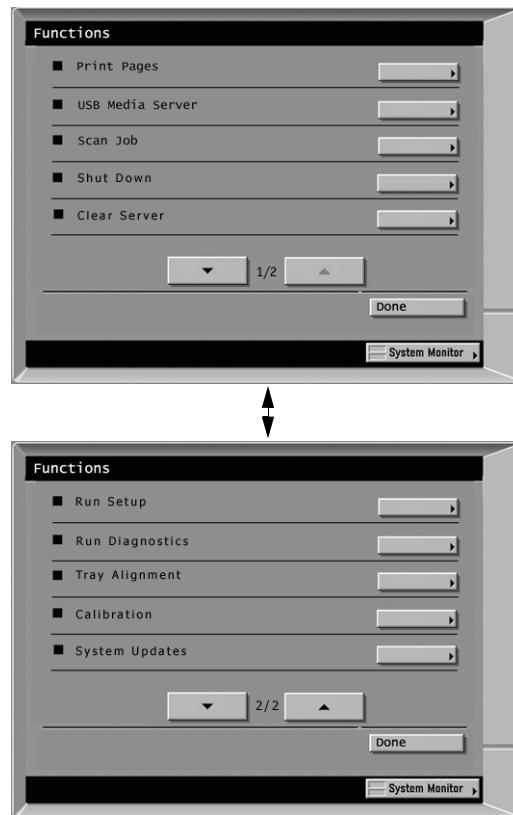 Functions
Print Pages
USB Media Server
Scan Job
Shut Down
Clear Server
1/2
Done
System Monitor
Functions
Run Setup
Run Diagnostics
Tray Alignment
Calibration
System Updates
2/2
Done
System Monitor